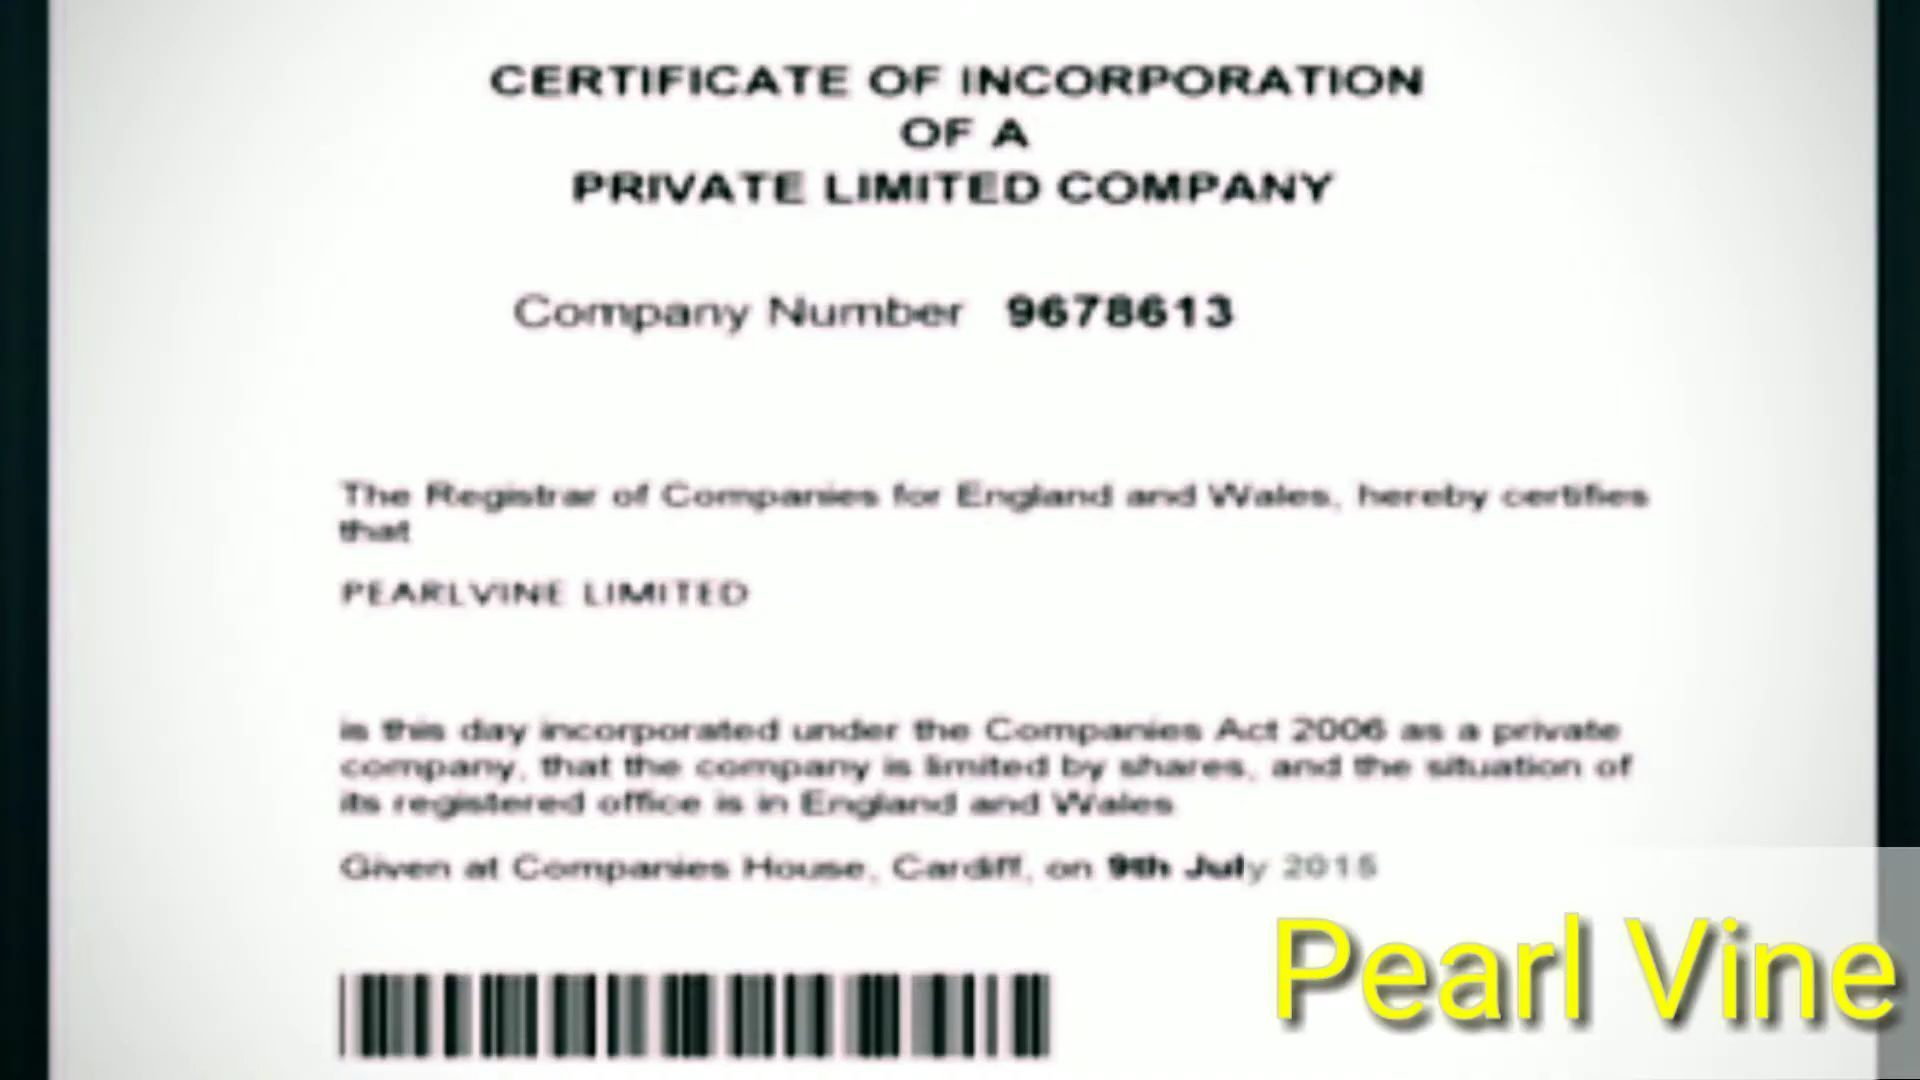 CERTIFICATE OF INCORPORATION
OF A
PRIVATE LIMITED COMPANY
Company Number 9678613
The Registrar of Companies for England and Wales, hereby certifies
that
PEARLVINE LIMITED
is this day incorporated under the Companies Act 2006 as a private
company, that the company is limited by shares, and the situation of
its registered office is in England and Wales
Given at Companies House, Cardiff, on 9th July 2015
Pearl Vine